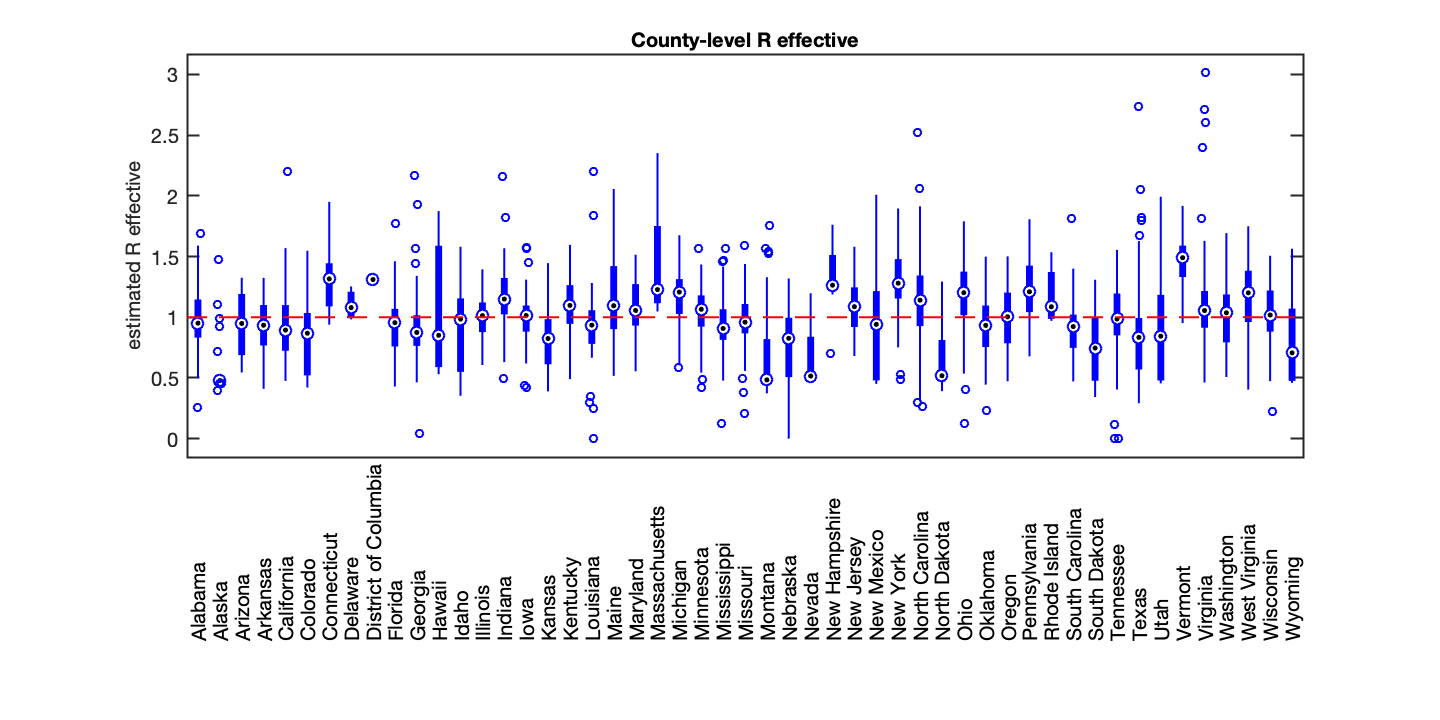 County-level R effective
estimated R effective
3
2.5
2
1.5
1
0.5
0
Alabama
Alaska
Arizona
Arkansas
California
Colorado
Connecticut
Delaware
District of Columbia
Florida
Georgia
Hawaii
Idaho
Illinois
Indiana
Iowa
Kansas
Kentucky
Louisiana
Maine
Maryland
Massachusetts
Michigan
Minnesota
Mississippi
Missouri
Montana
Nebraska
Nevada
New Hampshire
New Jersey
New Mexico
New York
North Carolina
North Dakota
Ohio
Oklahoma
Oregon
Pennsylvania
Rhode Island
South Carolina
South Dakota
Tennessee
Texas
Utah
Vermont
Virginia
Washington
West Virginia
Wisconsin
Wyoming